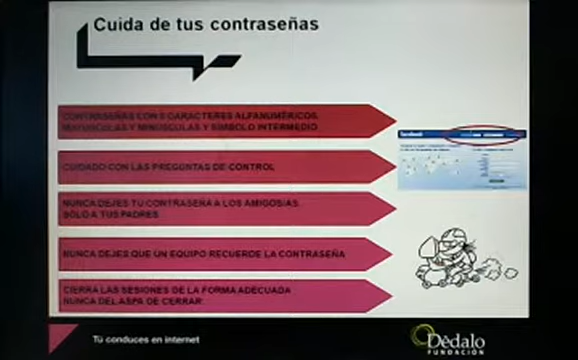 Cuida de tus contraseñas
CONTRASEÑAS CON 8 CARACTERES ALFANUMÉRICOS,
MAYÚSCULAS Y MINÚSCULAS Y SÍMBOLO INTERMEDIO
CUIDADO CON LAS PREGUNTAS DE CONTROL
NUNCA DEJES TU CONTRASEÑA A LOS AMIGOS/AS.
SÓLO A TUS PADRES
NUNCA DEJES QUE UN EQUIPO RECUERDE LA CONTRASEÑA
CIERRA LAS SESIONES DE LA FORMA ADECUADA
NUNCA DEL ASPA DE CERRAR
facebook
Tú conduces en internet
Dédalo
FUNDACIÓN